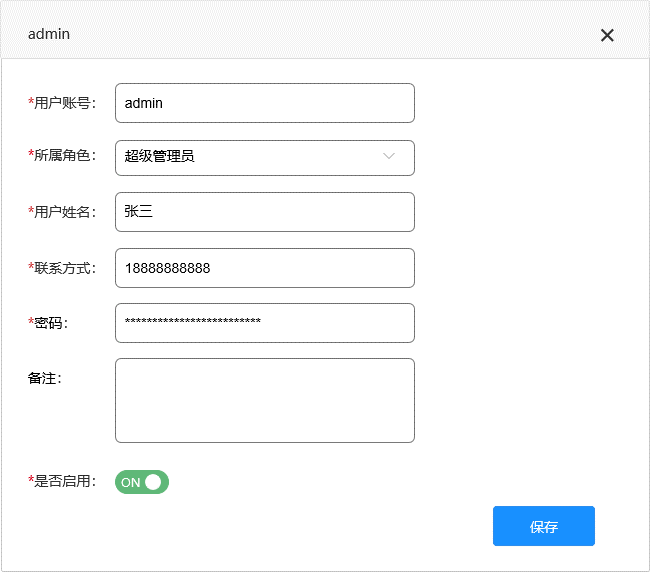 admin
*用户账号： admin
*所属角色： 超级管理员
*用户姓名： 张三
*联系方式： 18888888888
*密码： *************************
备注：
*是否启用： ON
保存